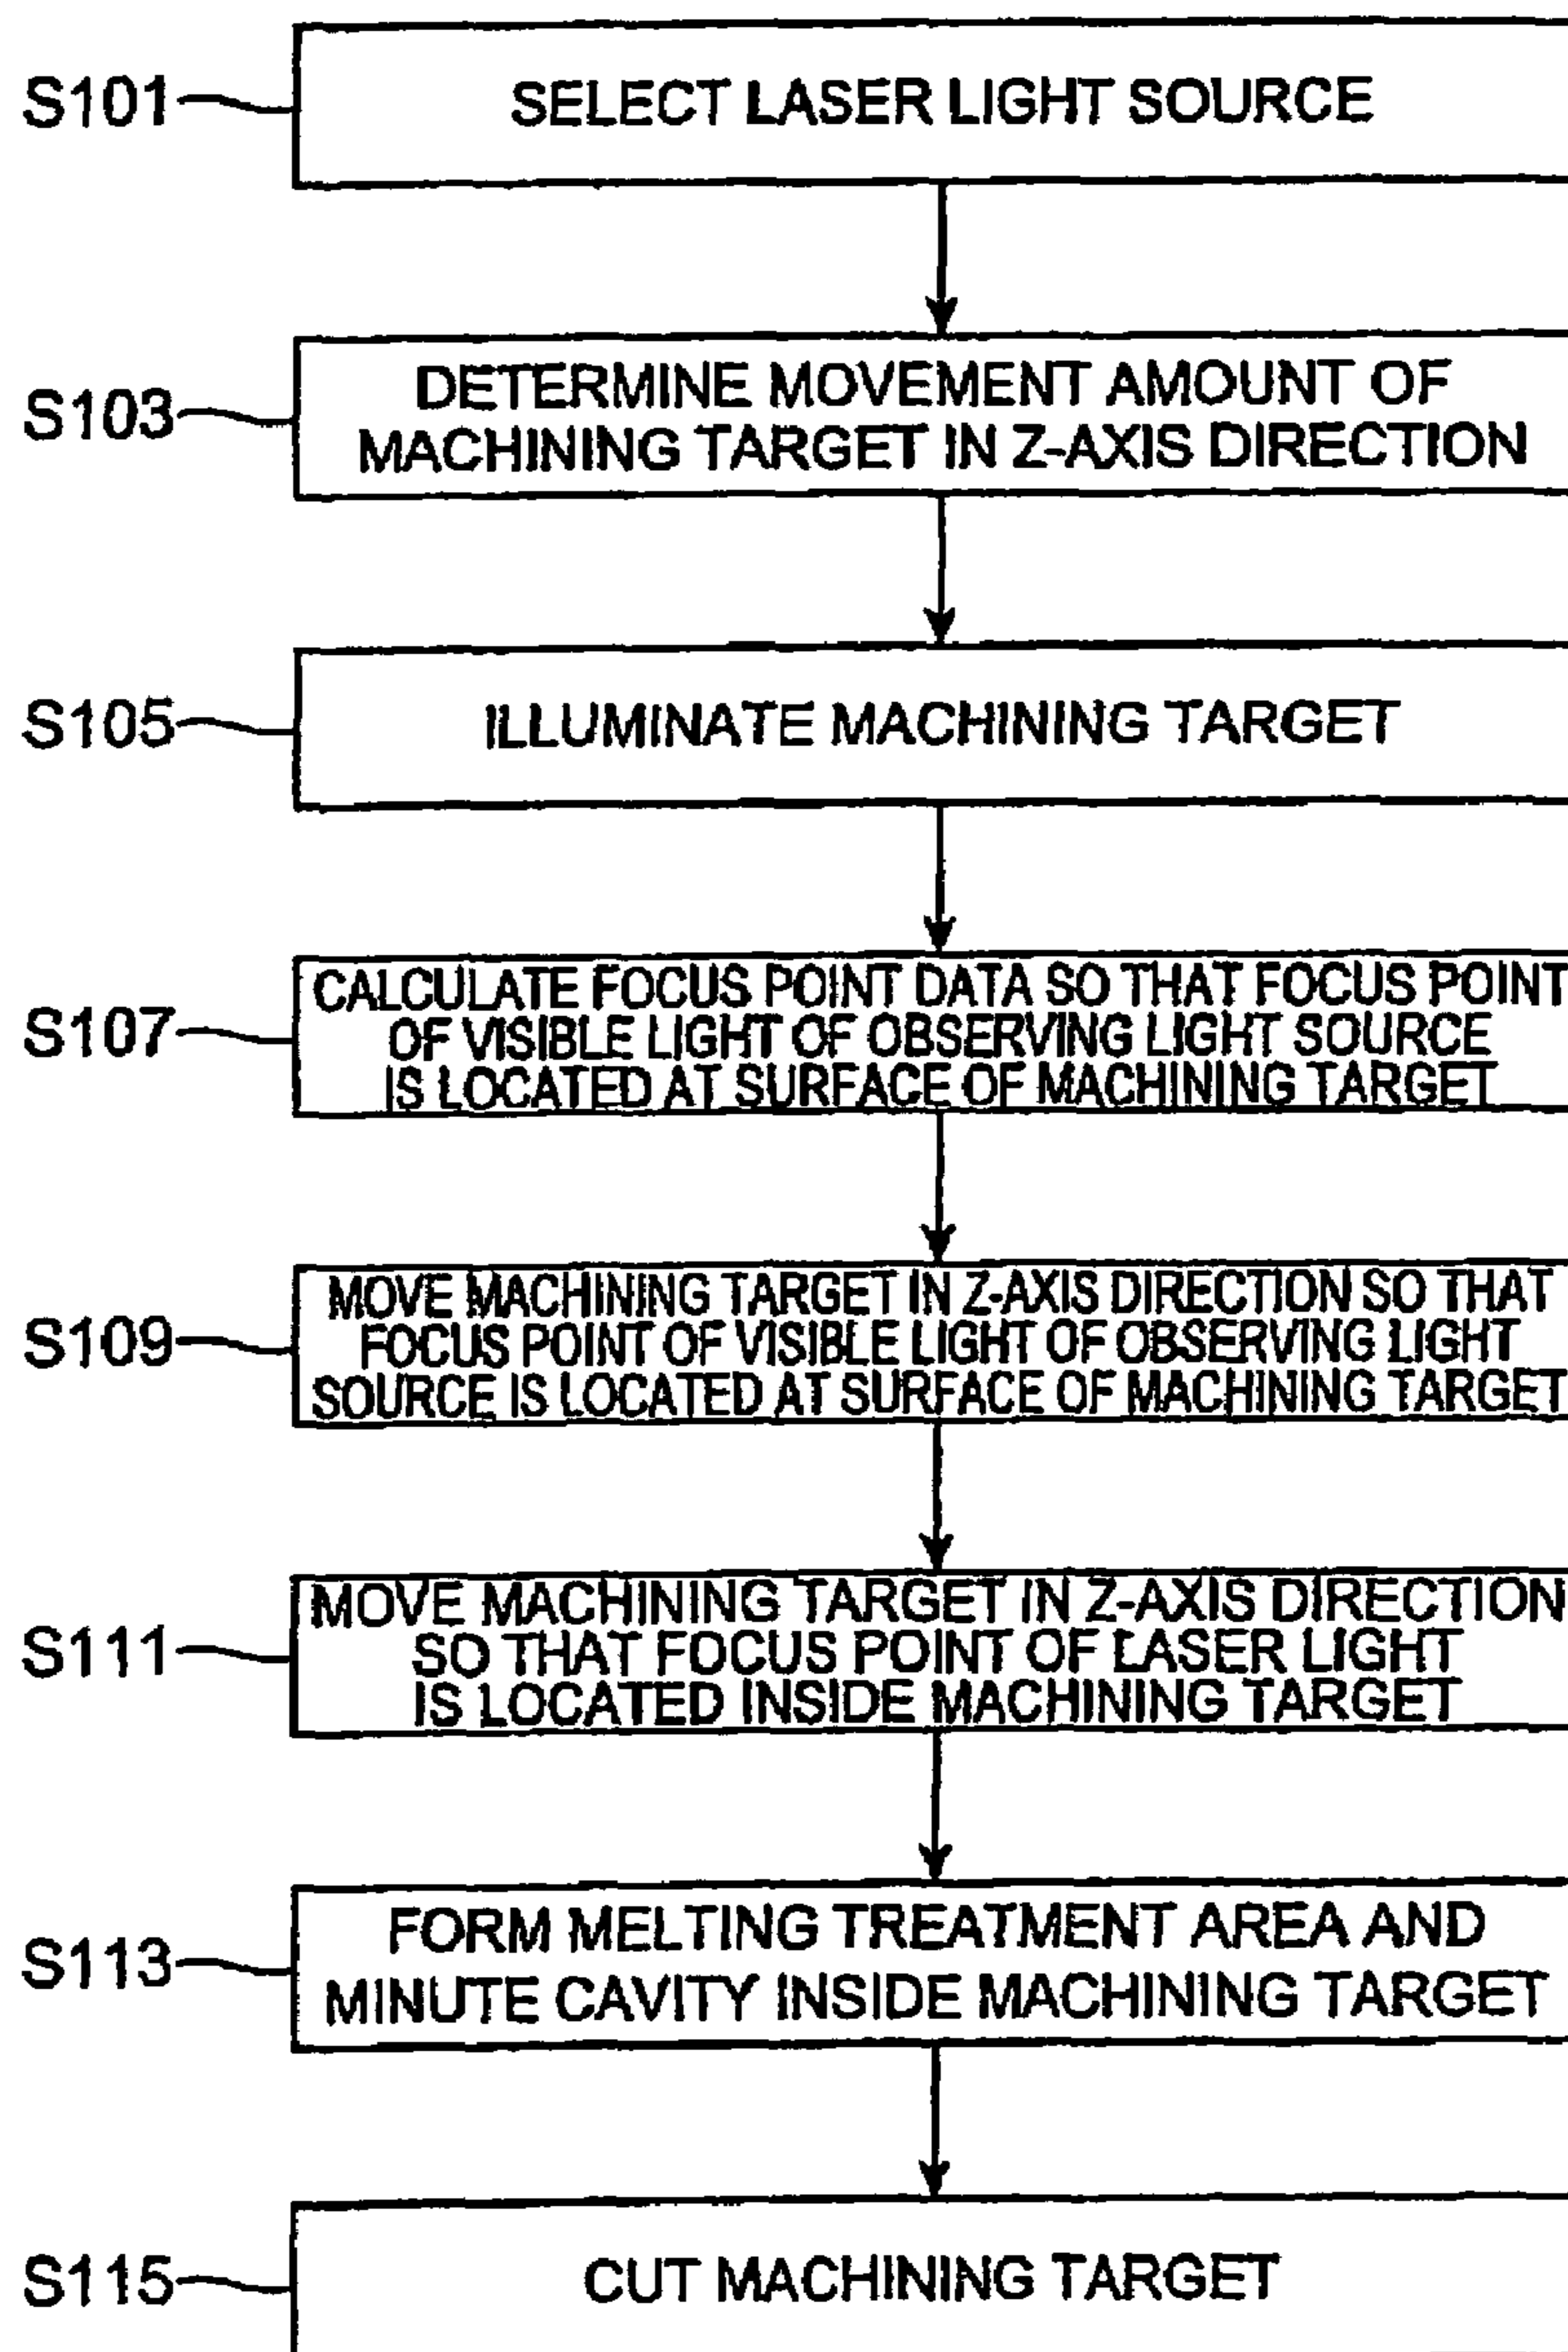 S101
SELECT LASER LIGHT SOURCE
S103
DETERMINE MOVEMENT AMOUNT OF
MACHINING TARGET IN Z-AXIS DIRECTION
S105
ILLUMINATE MACHINING TARGET
S107
CALCULATE FOCUS POINT DATA SO THAT FOCUS POINT
OF VISIBLE LIGHT OF OBSERVING LIGHT SOURCE
IS LOCATED AT SURFACE OF MACHINING TARGET
S109
MOVE MACHINING TARGET IN Z-AXIS DIRECTION SO THAT
FOCUS POINT OF VISIBLE LIGHT OF OBSERVING LIGHT
SOURCE IS LOCATED AT SURFACE OF MACHINING TARGET
S111
MOVE MACHINING TARGET IN Z-AXIS DIRECTION
SO THAT FOCUS POINT OF LASER LIGHT
IS LOCATED INSIDE MACHINING TARGET
S113
FORM MELTING TREATMENT AREA AND
MINUTE CAVITY INSIDE MACHINING TARGET
S115
CUT MACHINING TARGET